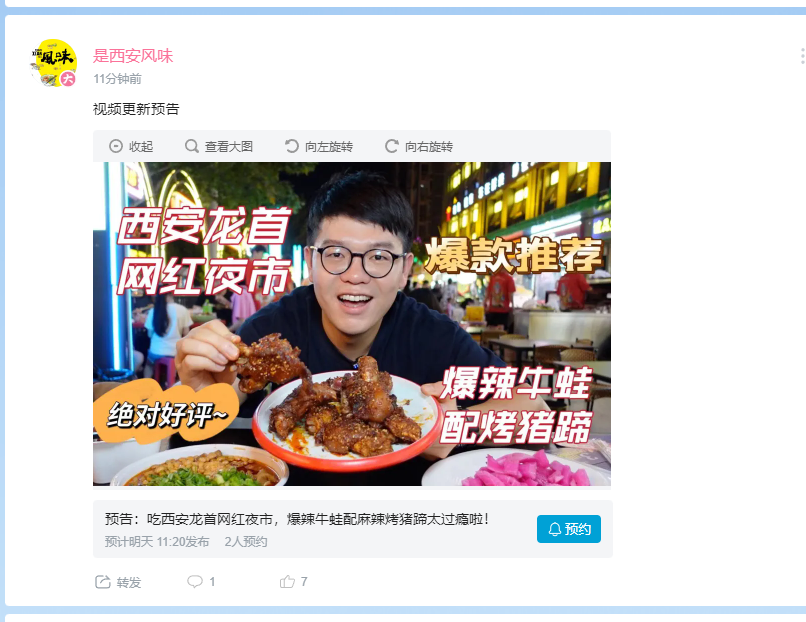 風味
大
是西安风味
11分钟前
视频更新预告
收起
查看大图
向左旋转
向右旋转
西安龙首
网红夜市
爆款推荐
爆辣牛蛙
配烤猪蹄
绝对好评~
预告：吃西安龙首网红夜市，爆辣牛蛙配麻辣烤猪蹄太过瘾啦！
预计明天 11:20发布 2人预约
预约
转发
1
7